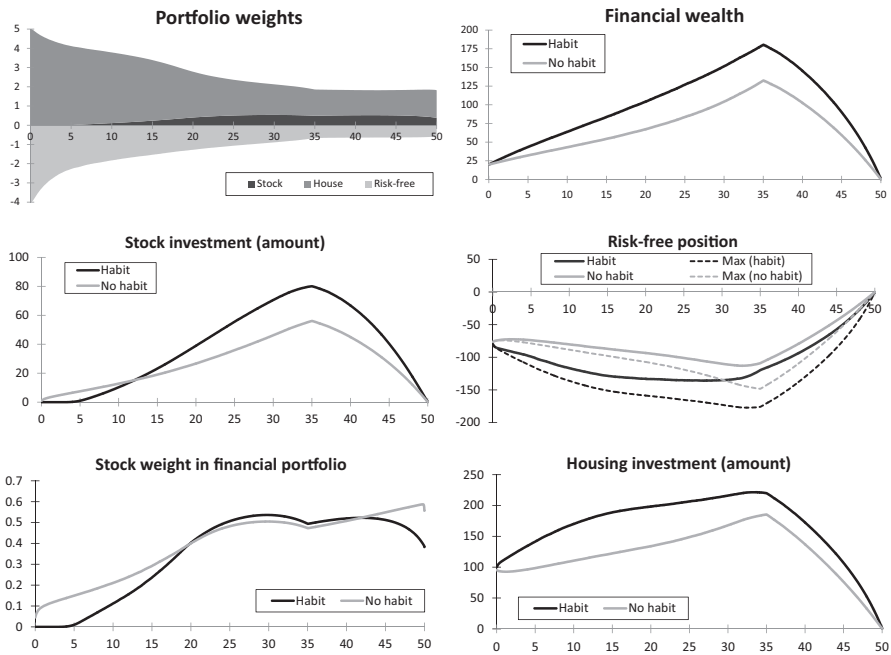 Portfolio weights
5
4
3
2
1
0
-1
-2
-3
-4
0 5 10 15 20 25 30 35 40 45 50
Stock House Risk-free
Financial wealth
200
175
150
125
100
75
50
25
0
0 5 10 15 20 25 30 35 40 45 50
Habit
No habit
Stock investment (amount)
100
80
60
40
20
0
0 5 10 15 20 25 30 35 40 45 50
Habit
No habit
Risk-free position
50
0
-50
-100
-150
-200
0 5 10 15 20 25 30 35 40 45 50
Habit Max (habit)
No habit Max (no habit)
Stock weight in financial portfolio
0.7
0.6
0.5
0.4
0.3
0.2
0.1
0
0 5 10 15 20 25 30 35 40 45 50
Habit No habit
Housing investment (amount)
250
200
150
100
50
0
0 5 10 15 20 25 30 35 40 45 50
Habit No habit